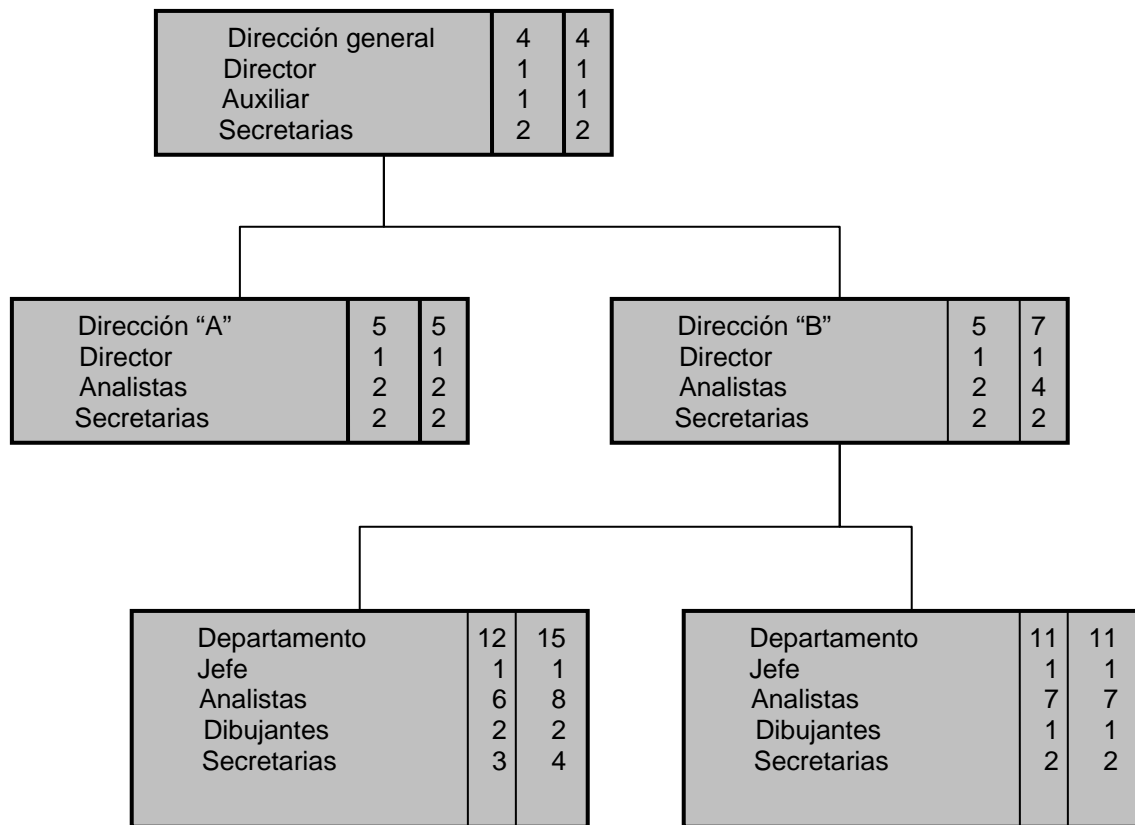 Dirección general 4 4
Director 1 1
Auxiliar 1 1
Secretarias 2 2
Dirección “A” 5 5
Director 1 1
Analistas 2 2
Secretarias 2 2
Dirección “B” 5 7
Director 1 1
Analistas 2 4
Secretarias 2 2
Departamento 12 15
Jefe 1 1
Analistas 6 8
Dibujantes 2 2
Secretarias 3 4
Departamento 11 11
Jefe 1 1
Analistas 7 7
Dibujantes 1 1
Secretarias 2 2